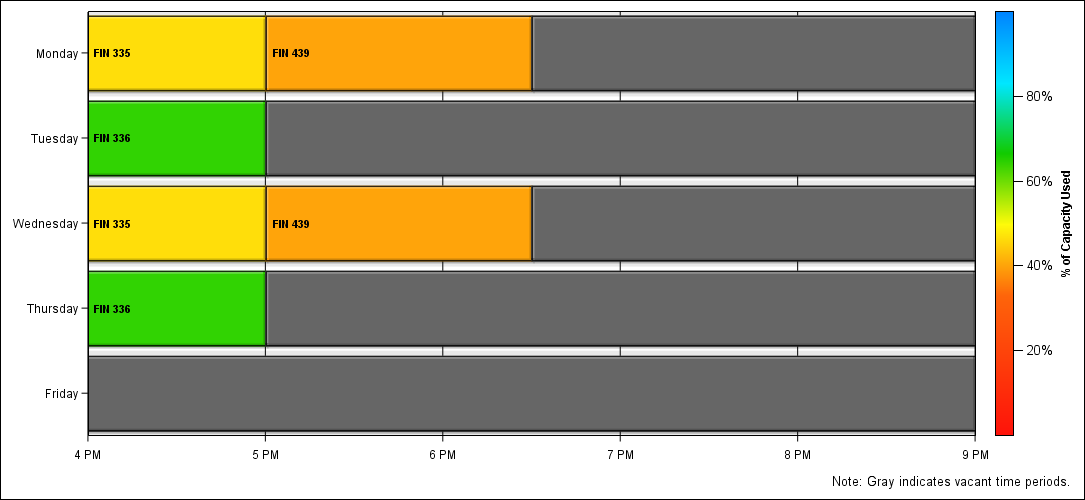 Monday
FIN 335
FIN 439
Tuesday
FIN 336
Wednesday
FIN 335
FIN 439
Thursday
FIN 336
Friday
4 PM
5 PM
6 PM
7 PM
8 PM
9 PM
80%
60%
40%
20%
% of Capacity Used
Note: Gray indicates vacant time periods.